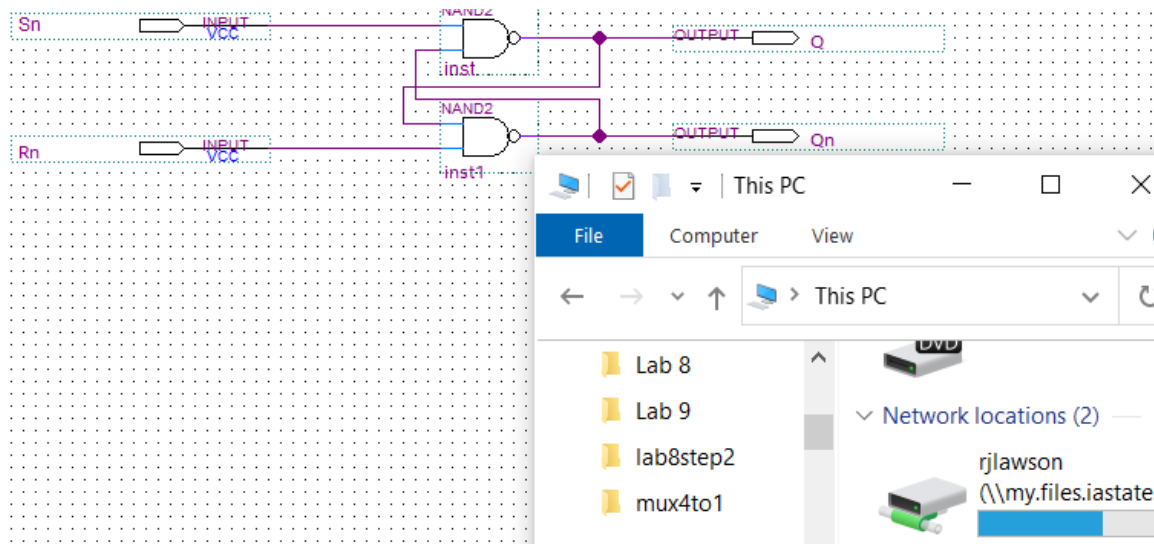 Sn
INPUT
VCC
NAND2
inst
OUTPUT
Q
NAND2
Rn
INPUT
VCC
inst1
OUTPUT
Qn
This PC
File
Computer
View
This PC
Lab 8
Lab 9
lab8step2
mux4to1
DVD
Network locations (2)
rjlawson
(\\my.files.iastate